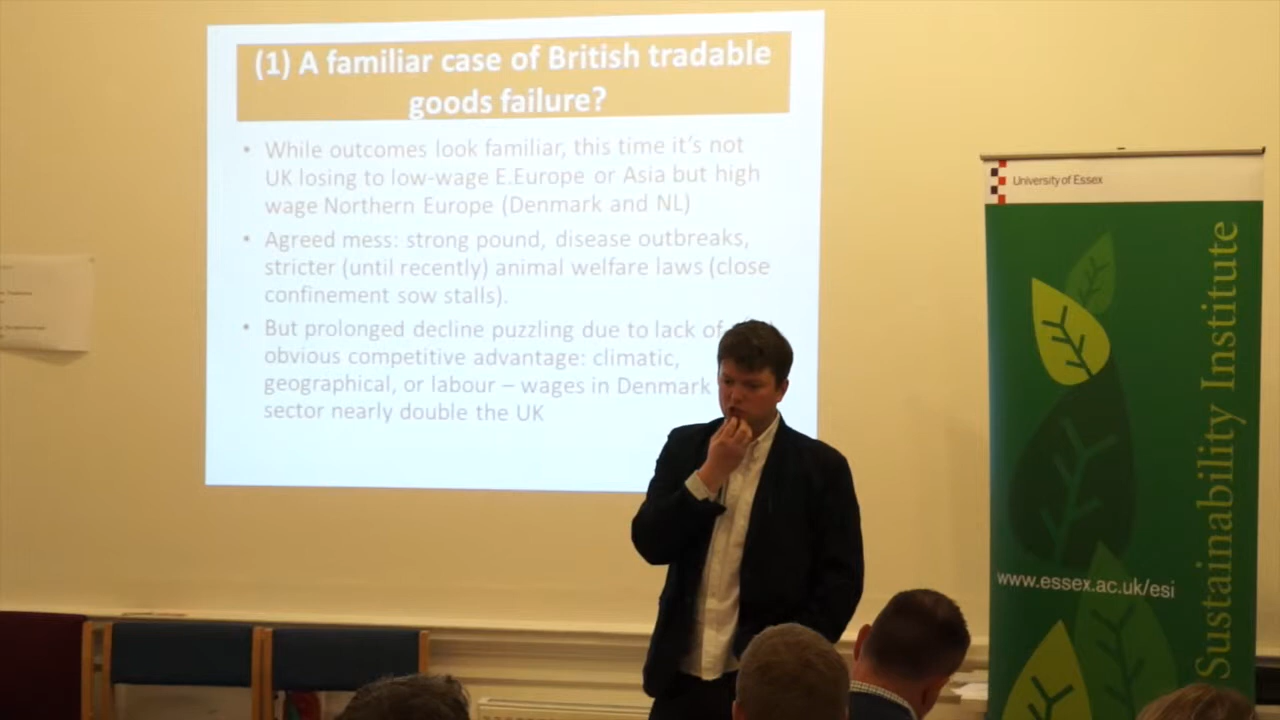 (1) A familiar case of British tradable
goods failure?
• While outcomes look familiar, this time it's not
UK losing to low-wage E.Europe or Asia but high
wage Northern Europe (Denmark and NL)
• Agreed mess: strong pound, disease outbreaks,
stricter (until recently) animal welfare laws (close
confinement sow stalls).
• But prolonged decline puzzling due to lack of
obvious competitive advantage: climatic,
geographical, or labour – wages in Denmark
sector nearly double the UK
University of Essex
Sustainability Institute
www.essex.ac.uk/esi